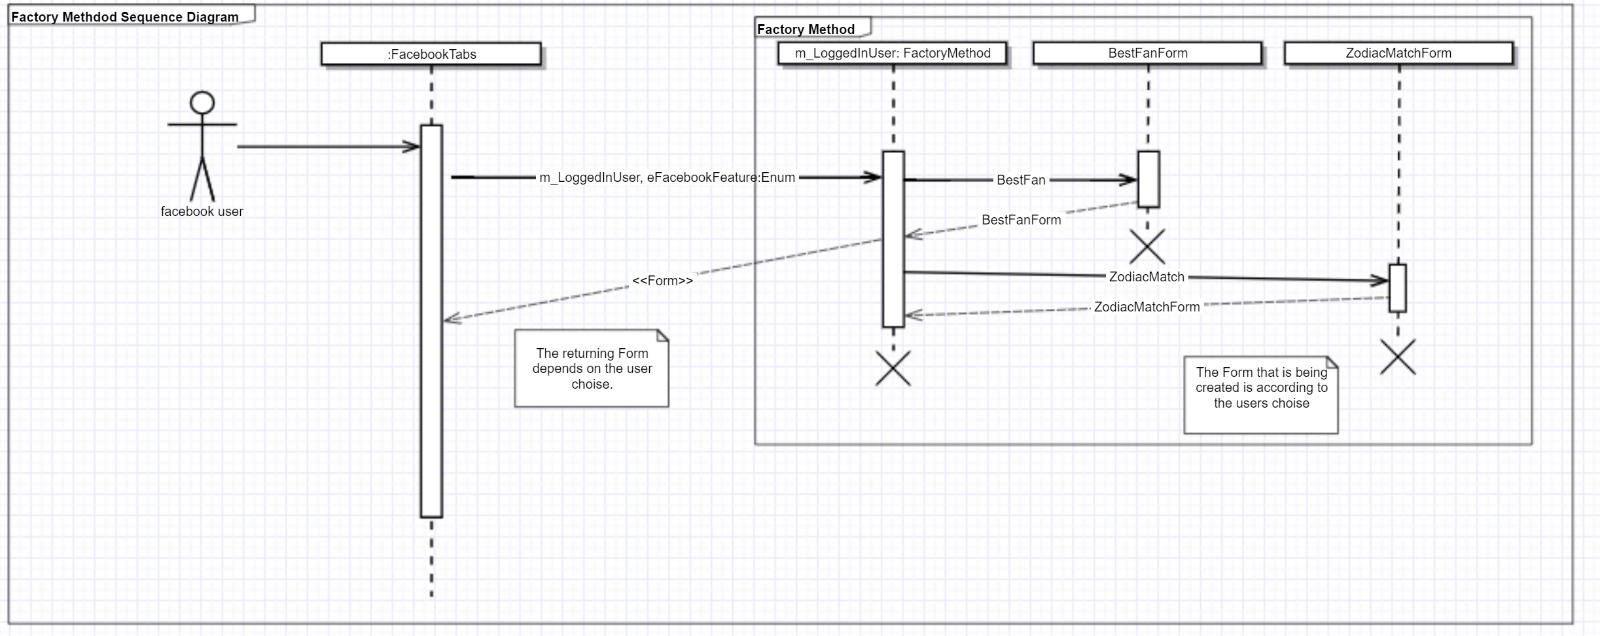 Factory Methdod Sequence Diagram
Factory Method
:FacebookTabs
m_LoggedInUser: FactoryMethod
BestFanForm
ZodiacMatchForm
facebook user
m_LoggedInUser, eFacebookFeature:Enum
BestFan
BestFanForm
<<Form>>
ZodiacMatch
ZodiacMatchForm
The returning Form
depends on the user
choise.
The Form that is being
created is according to
the users choise